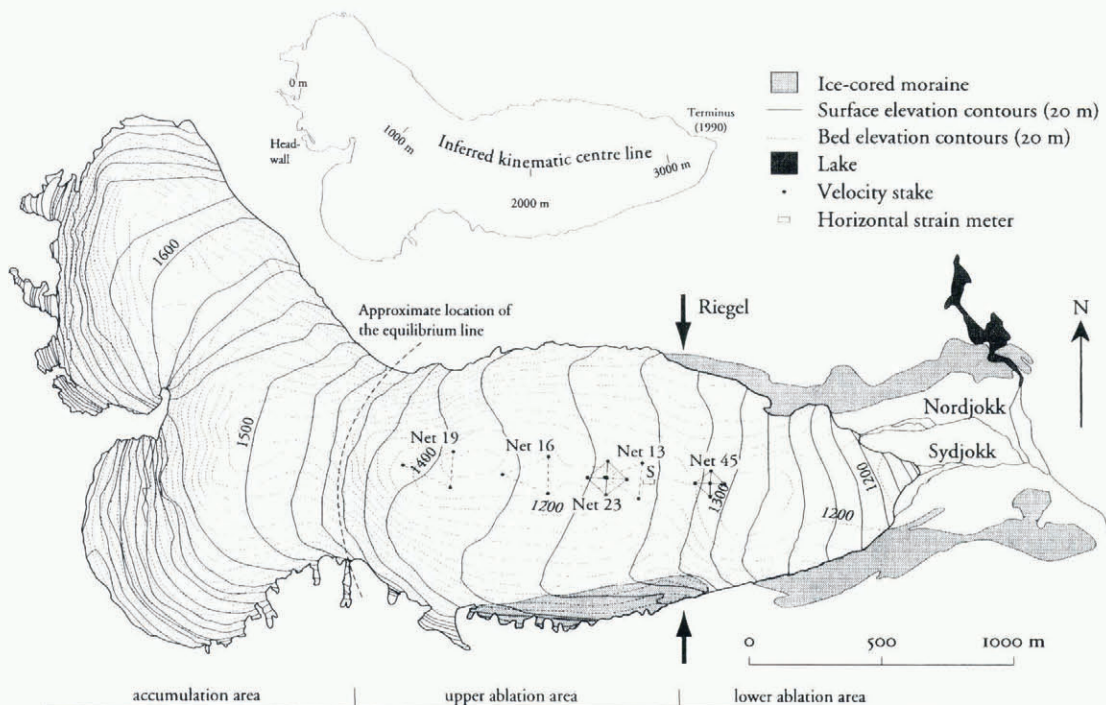 0 m
1000 m
Head-
wall
Inferred kinematic centre line
2000 m
3000 m
Terminus
(1990)
Ice-cored moraine
Surface elevation contours (20 m)
Bed elevation contours (20 m)
Lake
Velocity stake
Horizontal strain meter
1600
Approximate location of
the equilibrium line
Riegel
N
1500
1400
Net 19
Net 16
Net 13
S
Net 45
Net 23
1200
1300
Nordjokk
Sydjokk
1200
1200
0 500 1000 m
accumulation area upper ablation area lower ablation area